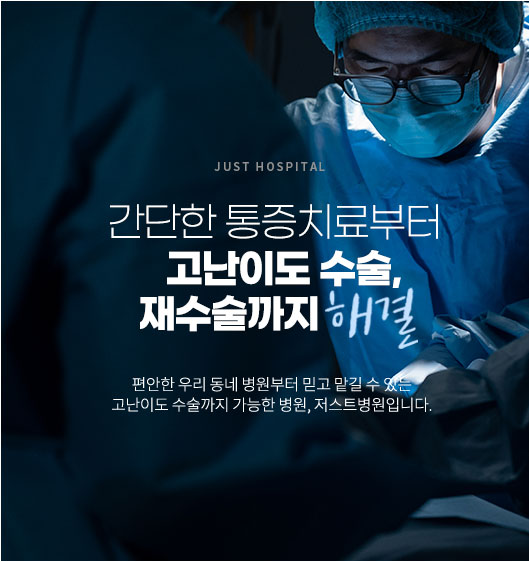 JUST HOSPITAL
간단한 통증치료부터
고난이도 수술,
재수술까지 해결
편안한 우리 동네 병원부터 믿고 맡길 수 있는
고난이도 수술까지 가능한 병원, 저스트병원입니다.